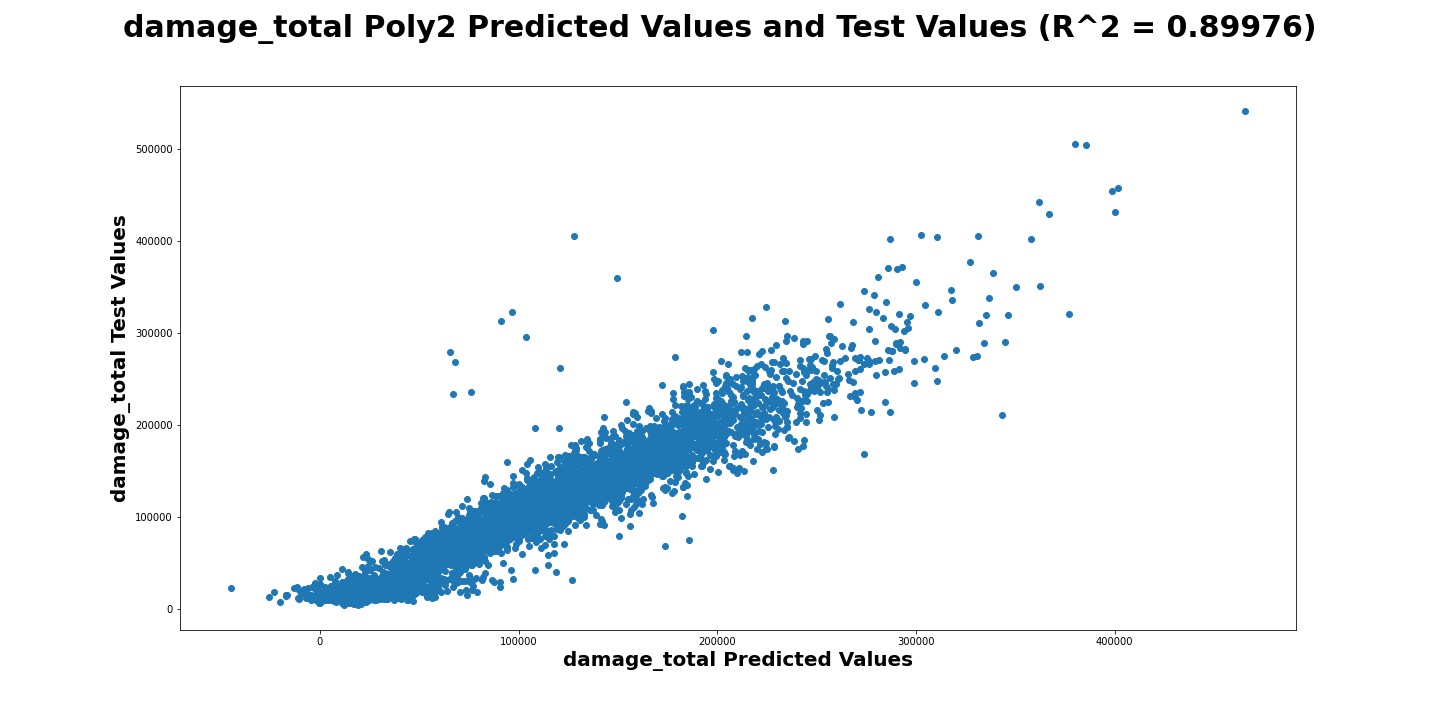 damage_total Poly2 Predicted Values and Test Values (R^2 = 0.89976)
damage_total Test Values
500000
400000
300000
200000
100000
0
0 100000 200000 300000 400000
damage_total Predicted Values